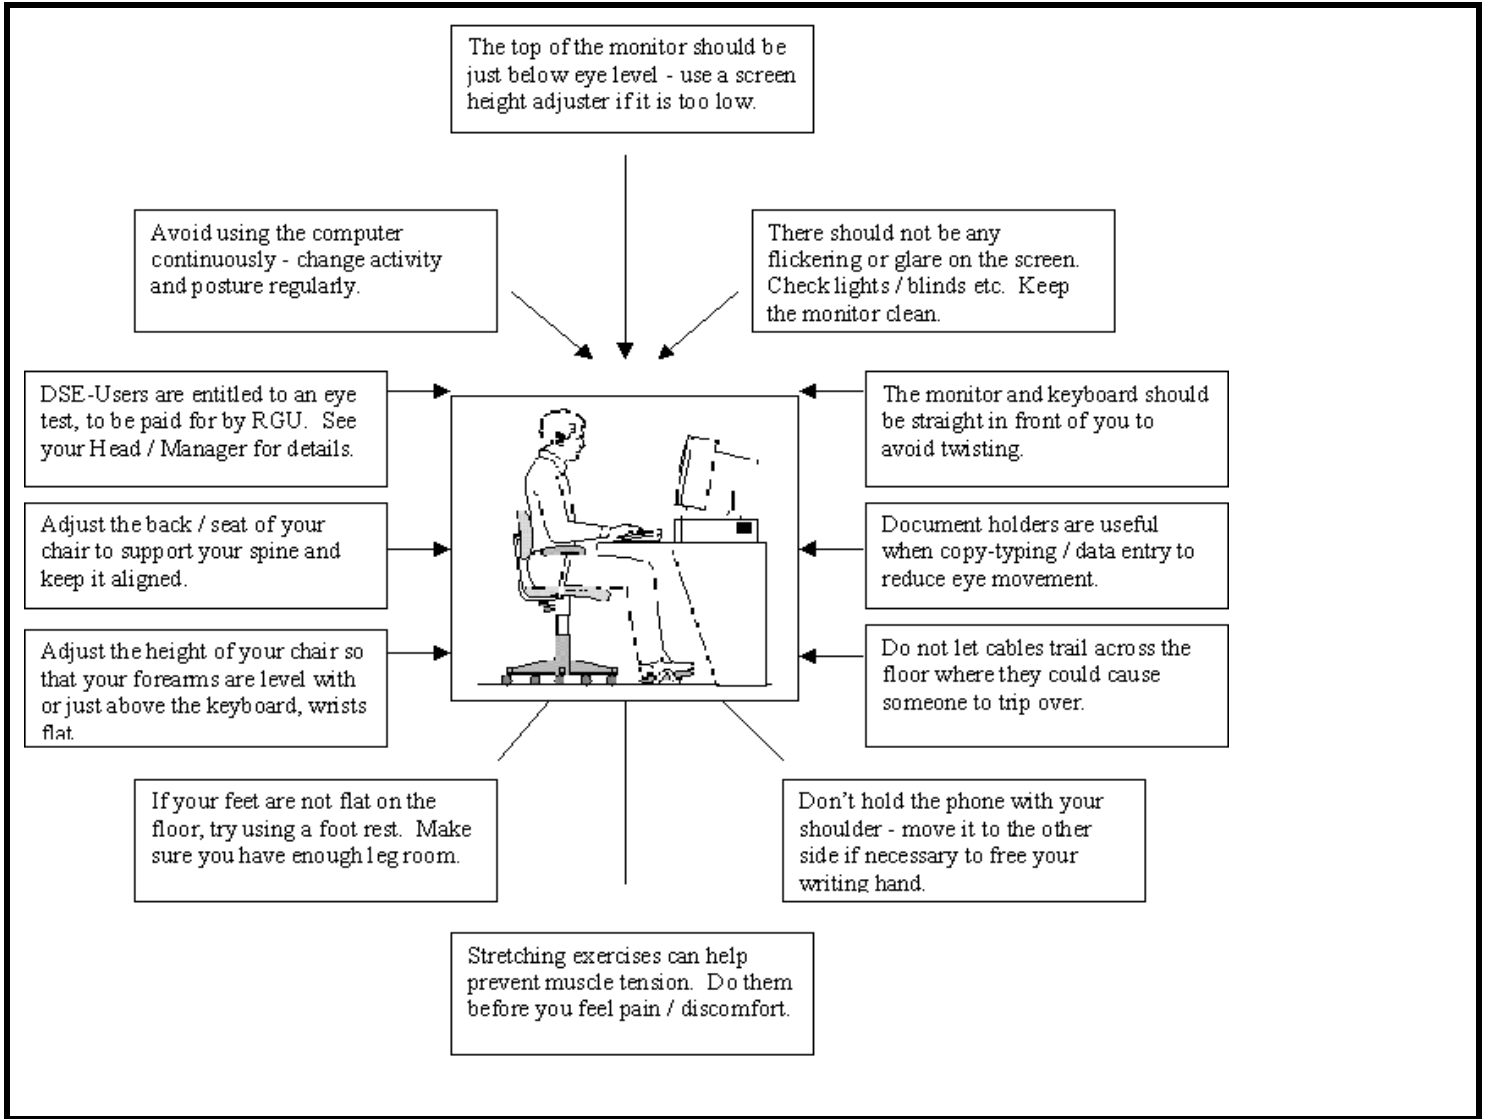 The top of the monitor should be
just below eye level - use a screen
height adjuster if it is too low.
Avoid using the computer
continuously - change activity
and posture regularly.
There should not be any
flickering or glare on the screen.
Check lights / blinds etc.  Keep
the monitor clean.
DSE-Users are entitled to an eye
test, to be paid for by RGU.  See
your Head / Manager for details.
The monitor and keyboard should
be straight in front of you to
avoid twisting.
Adjust the back / seat of your
chair to support your spine and
keep it aligned.
Document holders are useful
when copy-typing / data entry to
reduce eye movement.
Adjust the height of your chair so
that your forearms are level with
or just above the keyboard, wrists
flat.
Do not let cables trail across the
floor where they could cause
someone to trip over.
If your feet are not flat on the
floor, try using a foot rest.  Make
sure you have enough leg room.
Don't hold the phone with your
shoulder - move it to the other
side if necessary to free your
writing hand.
Stretching exercises can help
prevent muscle tension.  Do them
before you feel pain / discomfort.